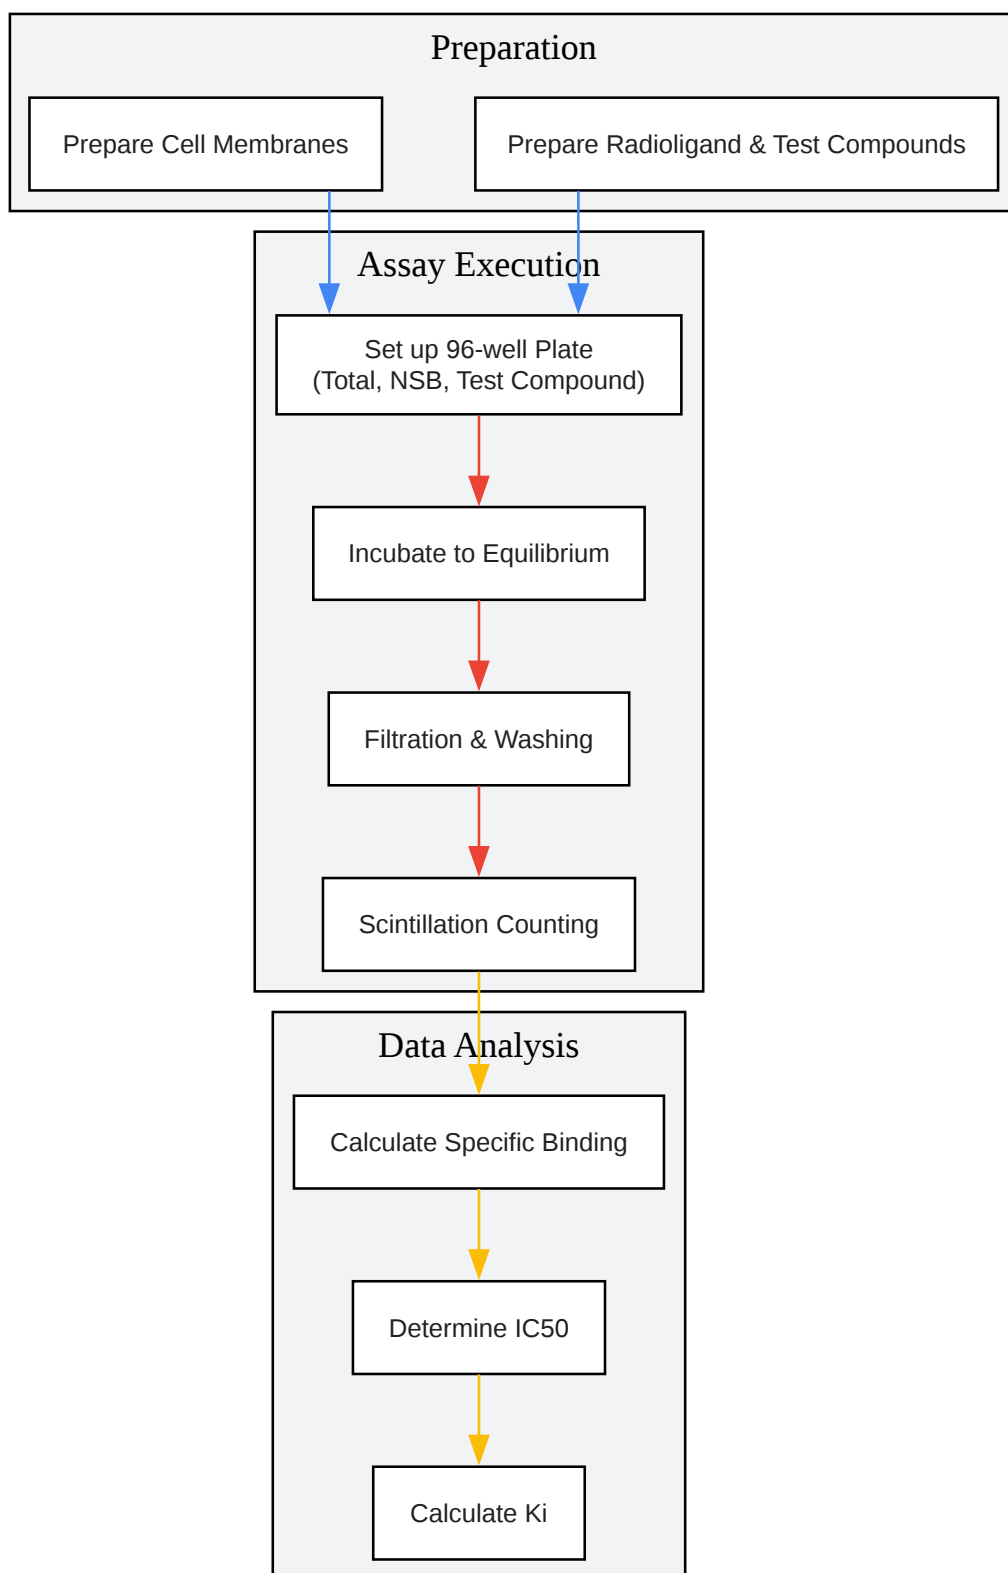 Preparation
Prepare Cell Membranes
Prepare Radioligand & Test Compounds
Assay Execution
Set up 96-well Plate
(Total, NSB, Test Compound)
Incubate to Equilibrium
Filtration & Washing
Scintillation Counting
Data Analysis
Calculate Specific Binding
Determine IC50
Calculate Ki